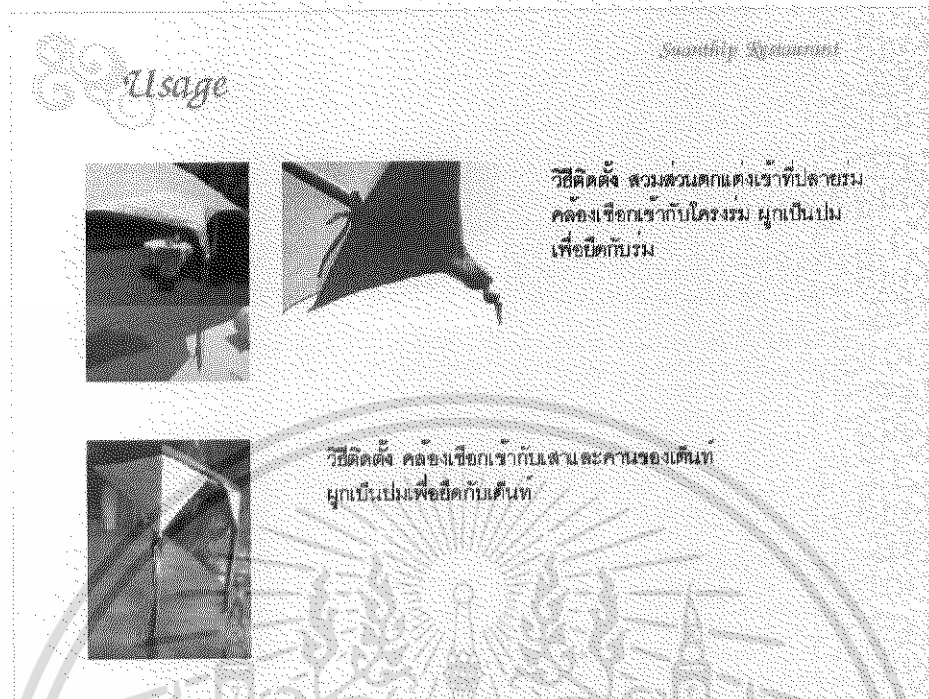 Suanthip Restaurant
Usage
วิธีติดตั้ง สวมส่วนตกแต่งเข้าที่ปลายร่ม
คล้องเชือกเข้ากับโครงร่ม ผูกเป็นปม
เพื่อยึดกับร่ม
วิธีติดตั้ง คล้องเชือกเข้ากับเสาและคานของเต็นท์
ผูกเป็นปมเพื่อยึดกับเต็นท์